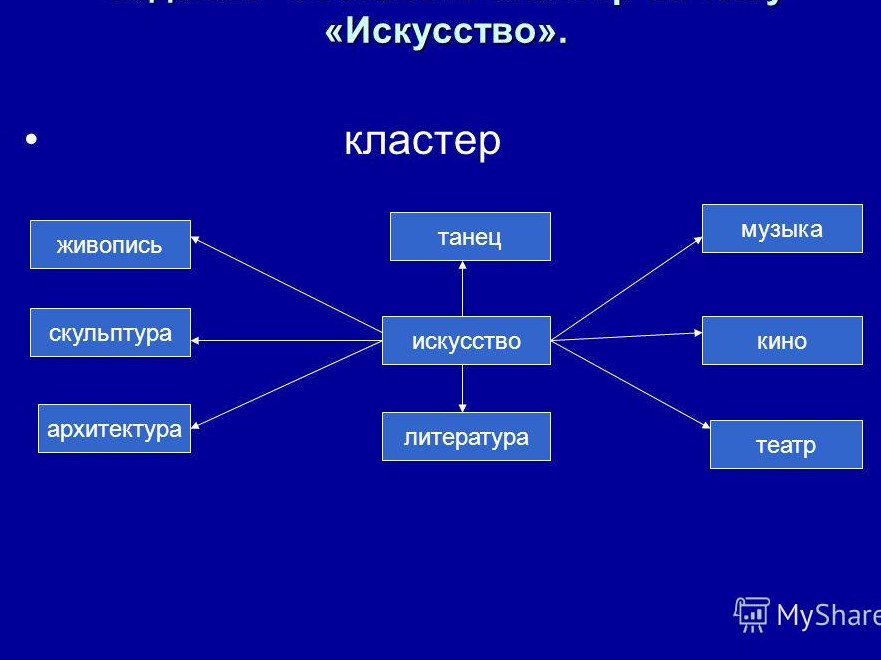 «Искусство».
• кластер
живопись
танец
музыка
скульптура
искусство
кино
архитектура
литература
театр
MyShare